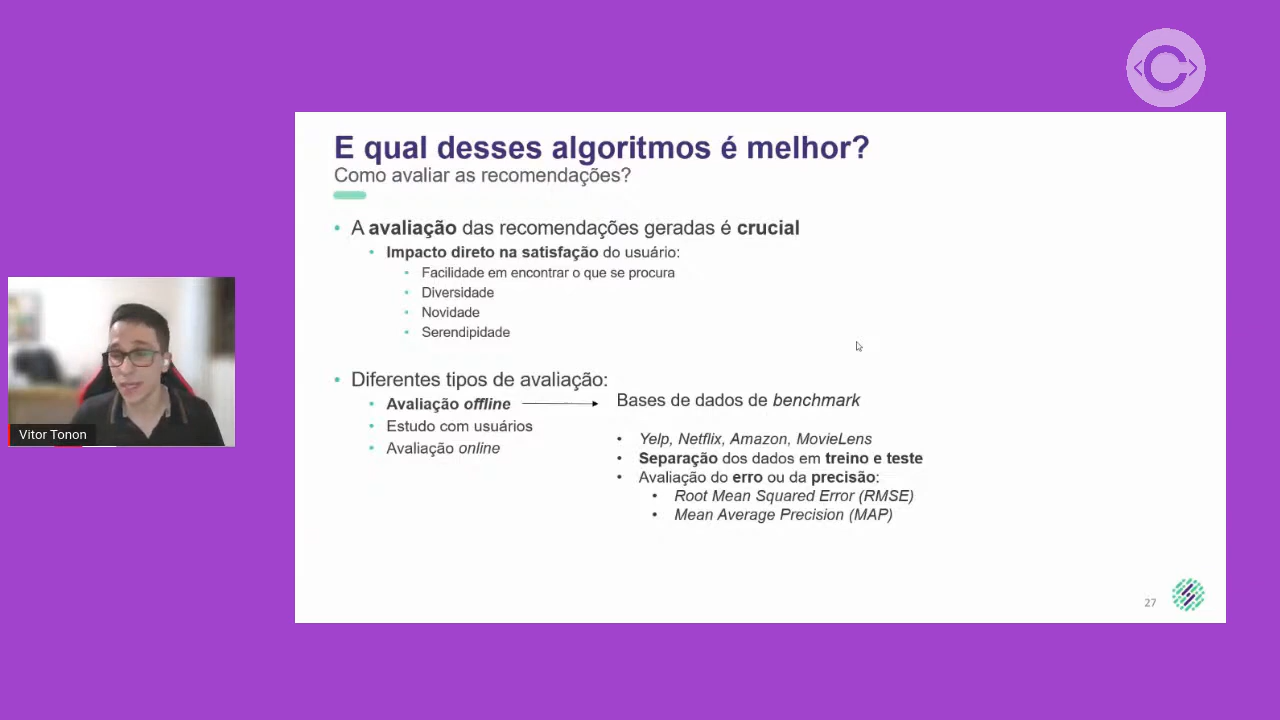 E qual desses algoritmos é melhor?
Como avaliar as recomendações?
• A avaliação das recomendações geradas é crucial
• Impacto direto na satisfação do usuário:
• Facilidade em encontrar o que se procura
• Diversidade
• Novidade
• Serendipidade
• Diferentes tipos de avaliação:
• Avaliação offline
• Estudo com usuários
• Avaliação online
Bases de dados de benchmark
• Yelp, Netflix, Amazon, MovieLens
• Separação dos dados em treino e teste
• Avaliação do erro ou da precisão:
• Root Mean Squared Error (RMSE)
• Mean Average Precision (MAP)
27
Vitor Tonon